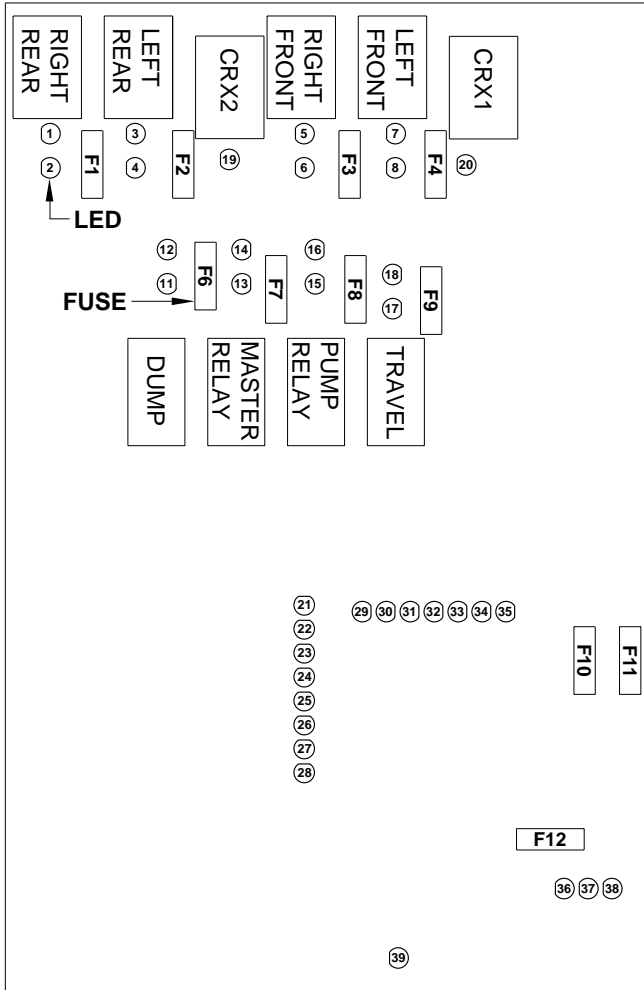 RIGHT
REAR
LEFT
REAR
CRX2
RIGHT
FRONT
LEFT
FRONT
CRX1
1
3
5
7
2
F1
4
F2
19
6
F3
8
F4
20
LED
12
14
16
18
11
F6
13
F7
15
F8
17
F9
FUSE
DUMP
MASTER
RELAY
PUMP
RELAY
TRAVEL
21
22
23
24
25
26
27
28
29 30 31 32 33 34 35
F10
F11
F12
36 37 38
39